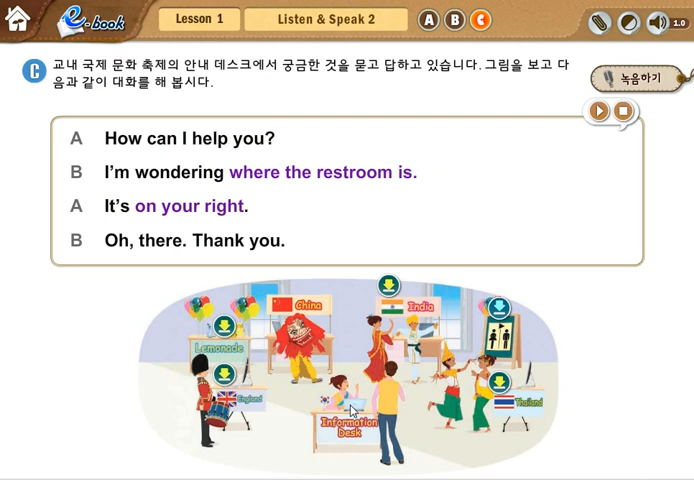 e-book
Lesson 1
Listen & Speak 2
A B C
1.0
C 교내 국제 문화 축제의 안내 데스크에서 궁금한 것을 묻고 답하고 있습니다. 그림을 보고 다
음과 같이 대화를 해 봅시다.
녹음하기
A How can I help you?
B I'm wondering where the restroom is.
A It's on your right.
B Oh, there. Thank you.
China
India
Lemonade
England
Thailand
Information
Desk